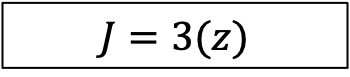 J = 3(z)